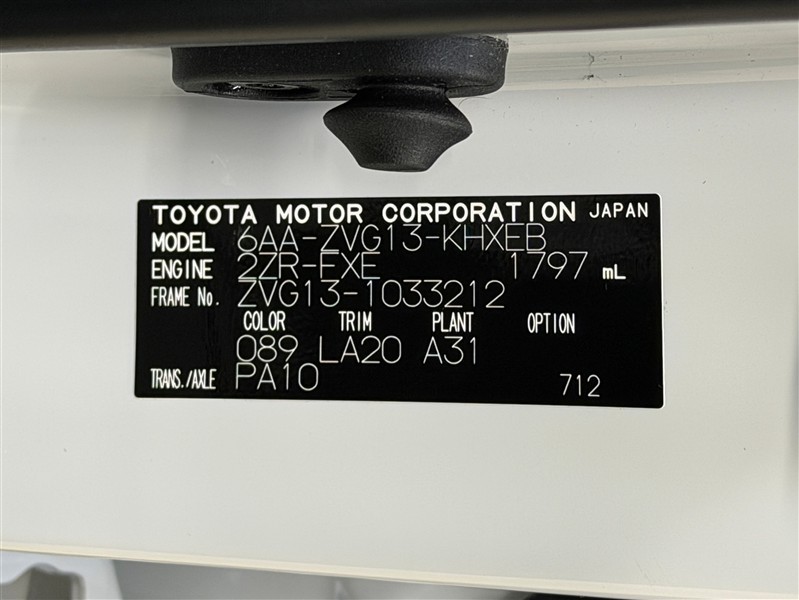 TOYOTA MOTOR CORPORATION JAPAN
MODEL 6AA-ZVG13-KHXEB
ENGINE 2ZR-FXE 1797 mL
FRAME No. ZVG13-1033212
COLOR TRIM PLANT OPTION
089 LA20 A31
TRANS./AXLE PA10 712